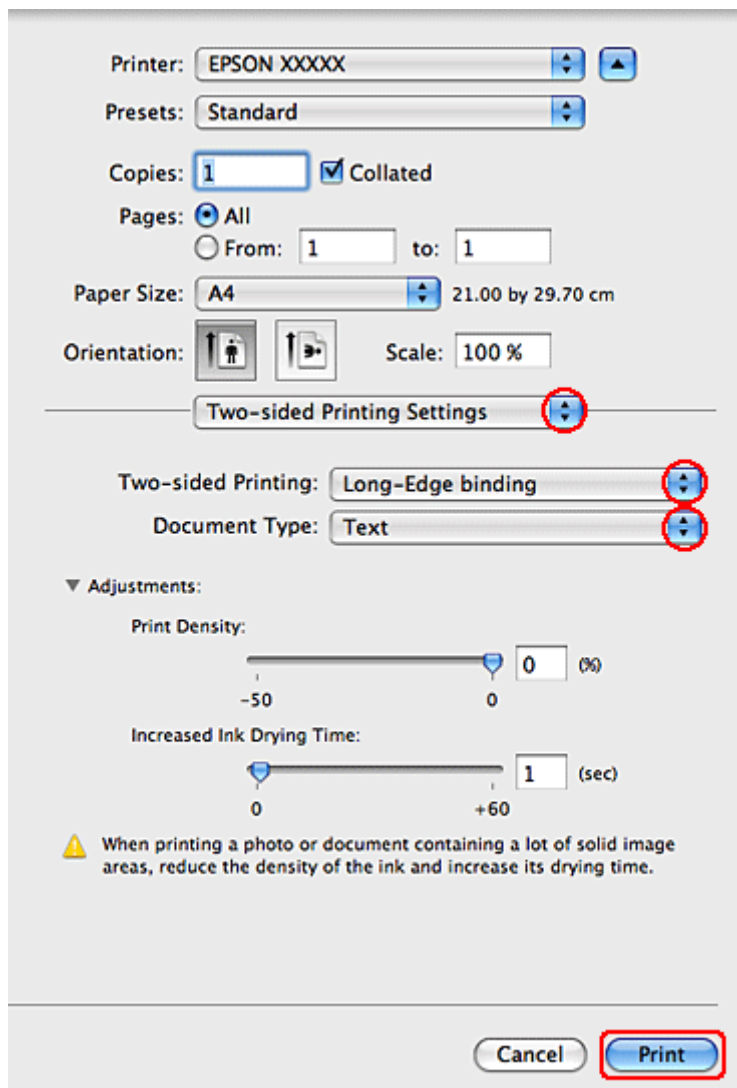 Printer: EPSON XXXXX
Presets: Standard
Copies: 1 Collated
Pages: All
From: 1 to: 1
Paper Size: A4 21.00 by 29.70 cm
Orientation: Scale: 100 %
Two-sided Printing Settings
Two-sided Printing: Long-Edge binding
Document Type: Text
Adjustments:
Print Density:
0 (%)
-50 0
Increased Ink Drying Time:
1 (sec)
0 +60
When printing a photo or document containing a lot of solid image
areas, reduce the density of the ink and increase its drying time.
Cancel Print